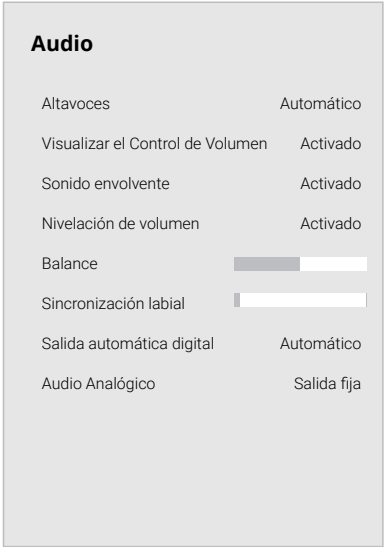 Audio
Altavoces Automático
Visualizar el Control de Volumen Activado
Sonido envolvente Activado
Nivelación de volumen Activado
Balance
Sincronización labial
Salida automática digital Automático
Audio Analógico Salida fija